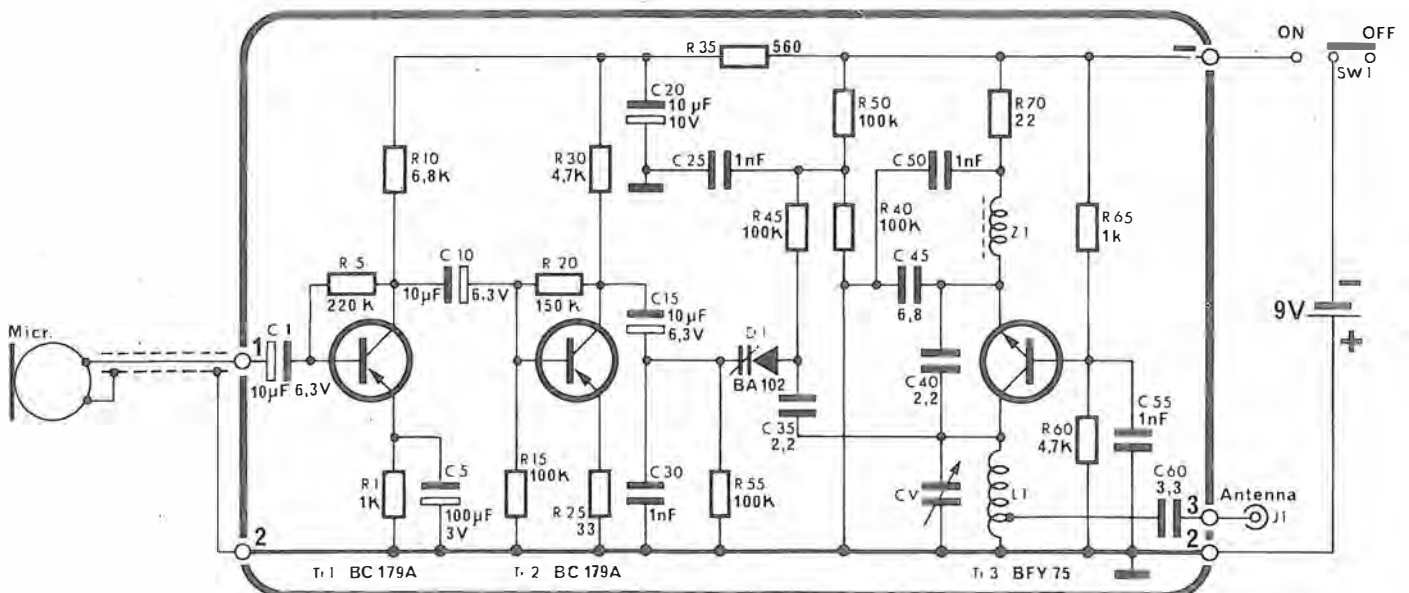 R 35
560
ON
OFF
SW 1
C 20
10 µF
10V
R 50
100k
R 70
22
R 10
6,8K
R 30
4,7K
C 25
1nF
C 50
1nF
R 45
100K
R 40
100K
Z1
R 65
1k
R 5
220 K
C 10
10µF
6.3V
R 20
150K
C 15
10µF
6,3V
C 45
6,8
9V
+
Micr.
1
C 1
10µF
6,3V
D1
BA 102
C 40
2,2
C 35
2,2
R 60
4.7K
C 55
1nF
R 1
1K
C 5
100µF
3V
R 15
100K
R 25
33
C 30
1nF
R 55
100K
CV
L1
C 60
3,3
3
Antenna
J1
2
2
Tr 1 BC 179A
Tr 2 BC 179A
Tr 3 BFY 75